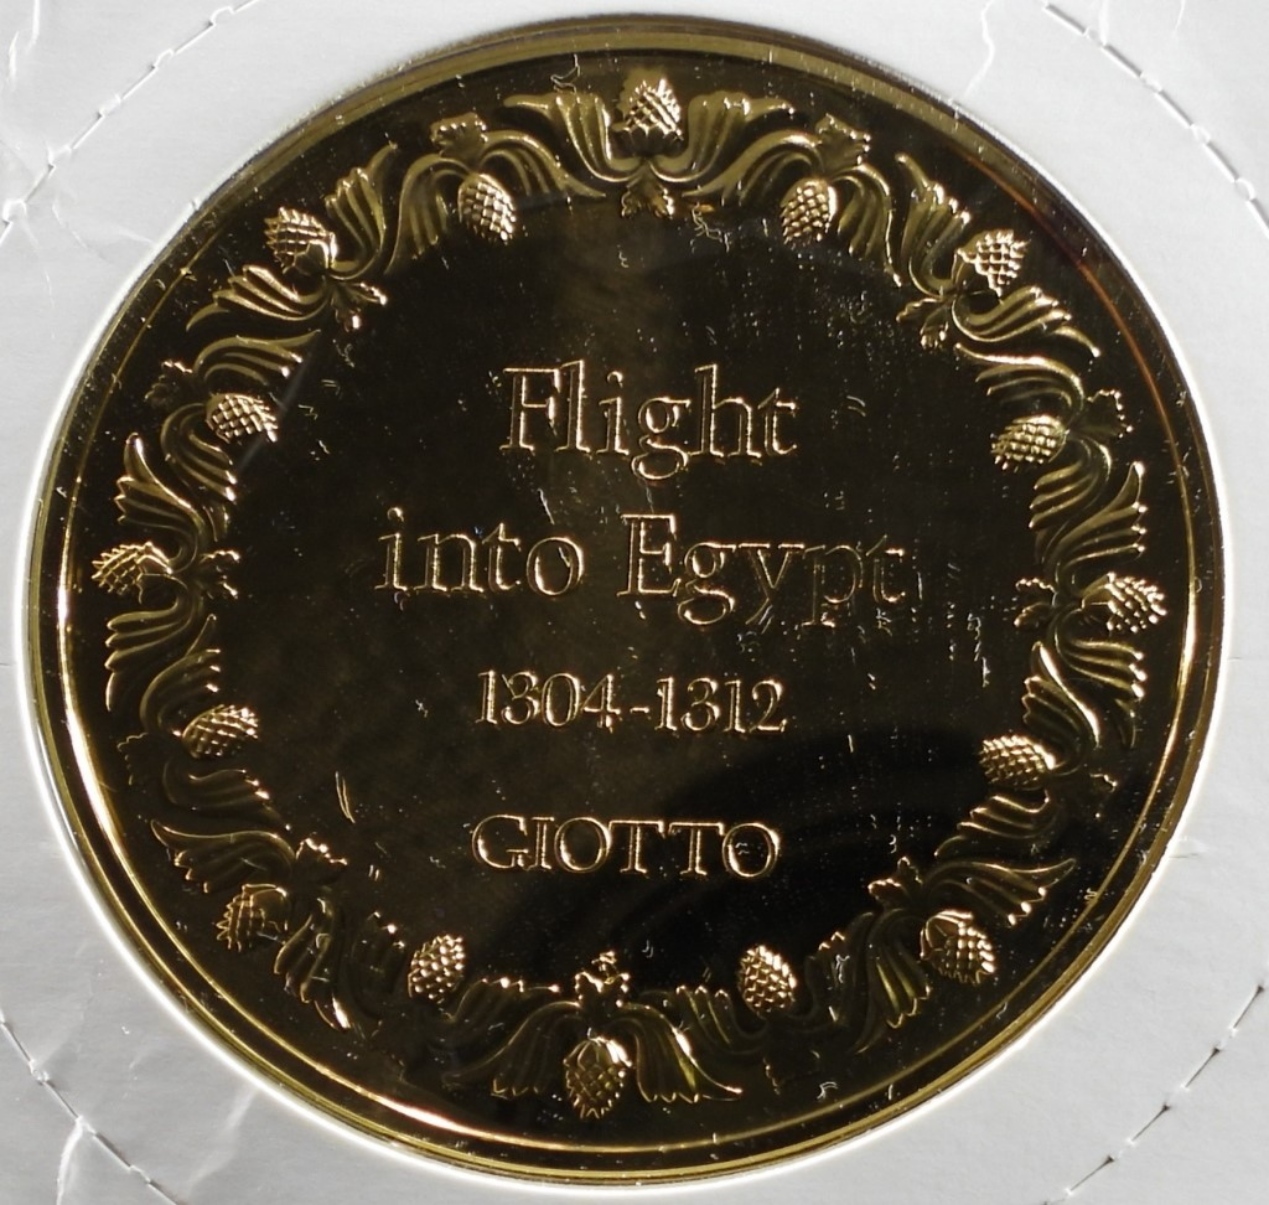 Flight
into Egypt
1304-1312
GIOTTO